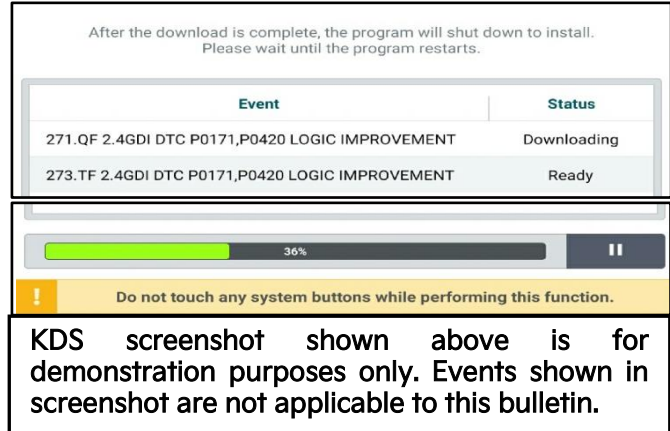 After the download is complete, the program will shut down to install.
Please wait until the program restarts.
Event Status
271.QF 2.4GDI DTC P0171,P0420 LOGIC IMPROVEMENT Downloading
273.TF 2.4GDI DTC P0171,P0420 LOGIC IMPROVEMENT Ready
36%
! Do not touch any system buttons while performing this function.
KDS screenshot shown above is for
demonstration purposes only. Events shown in
screenshot are not applicable to this bulletin.